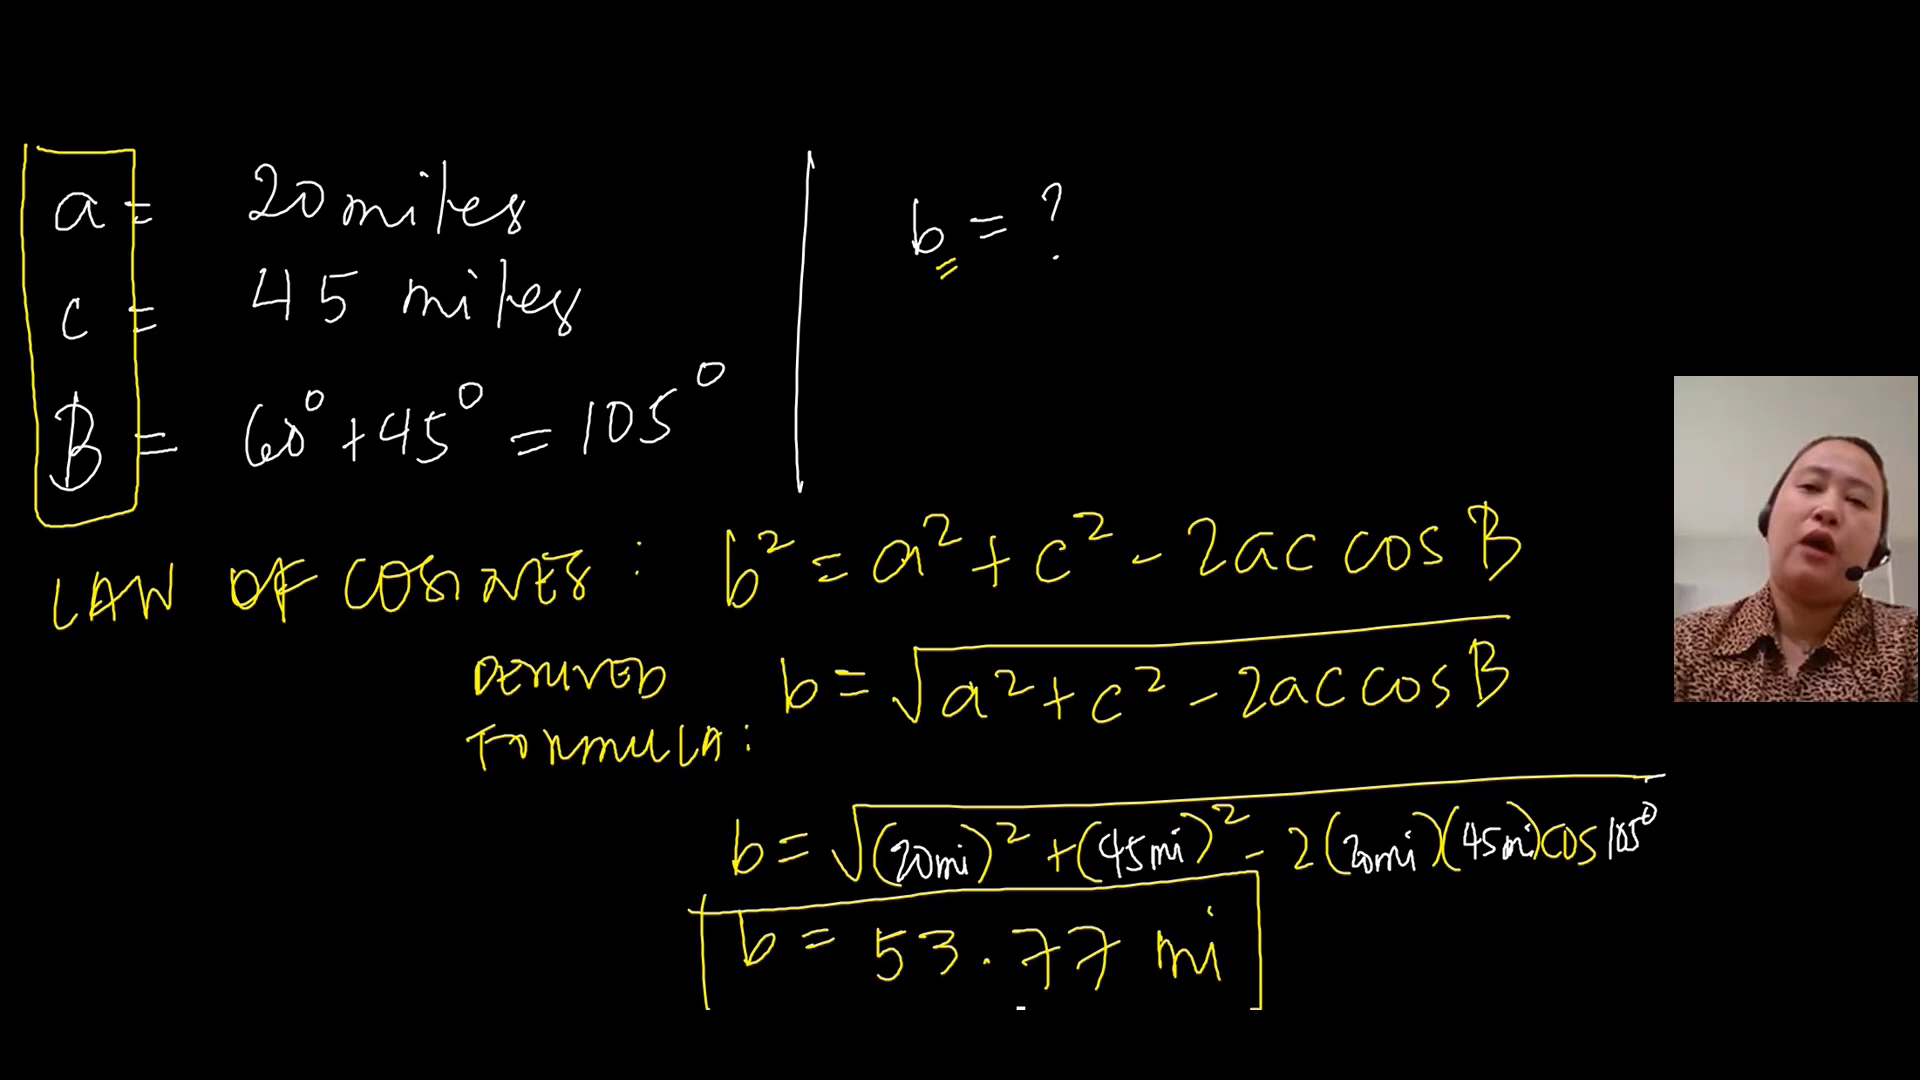 a = 20 miles
c = 45 miles
B = 60° + 45° = 105°
b = ?
LAW OF COSINES : b² = a² + c² - 2ac cos B
DERIVED FORMULA : b = √a² + c² - 2ac cos B
b = √(20mi)² + (45mi)² - 2(20mi)(45mi)cos 105°
b = 53.77 mi